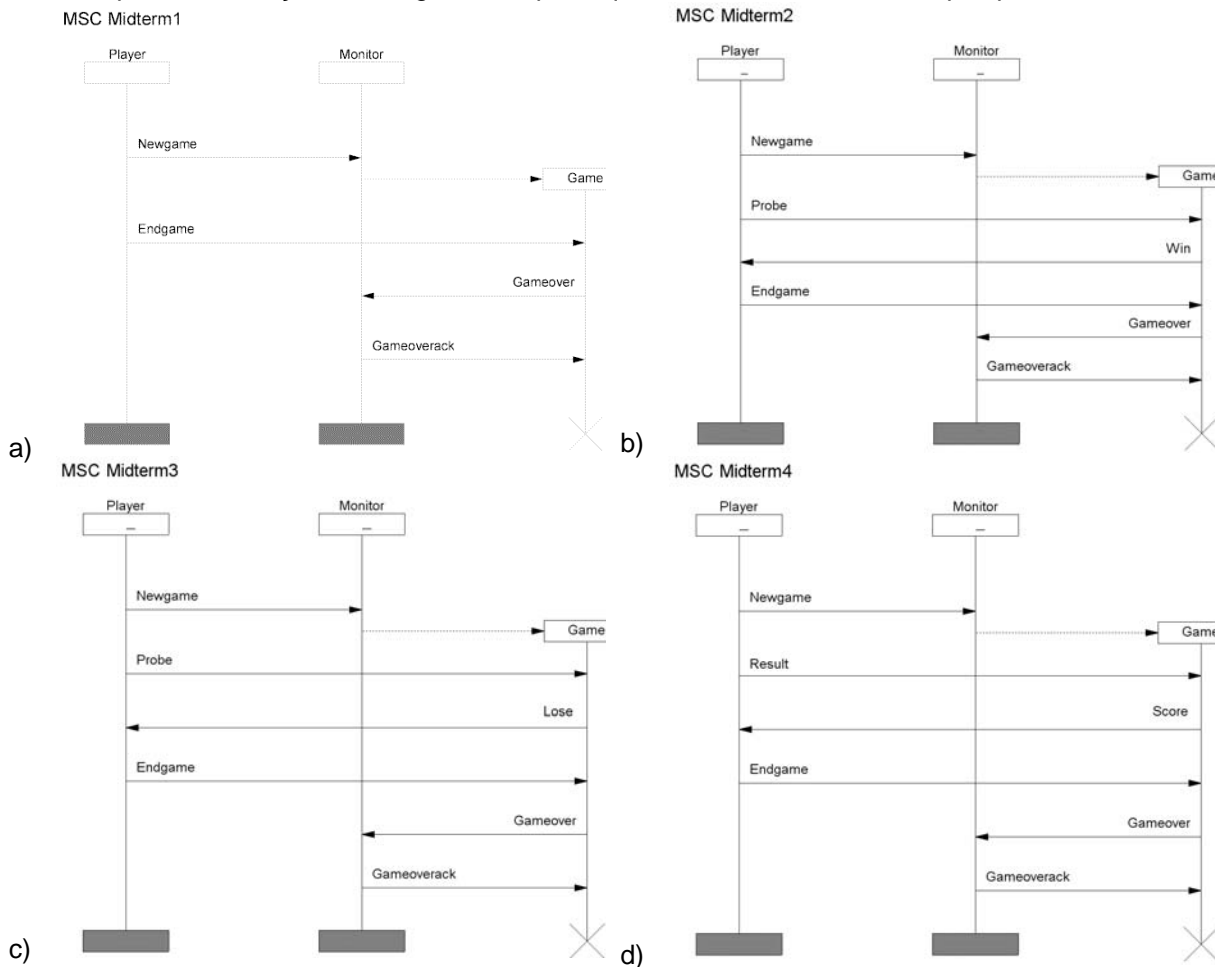 MSC Midterm1
Player Monitor
Newgame
Game
Endgame
Gameover
Gameoverack
a)
MSC Midterm2
Player Monitor
Newgame
Game
Probe
Win
Endgame
Gameover
Gameoverack
b)
MSC Midterm3
Player Monitor
Newgame
Game
Probe
Lose
Endgame
Gameover
Gameoverack
c)
MSC Midterm4
Player Monitor
Newgame
Game
Result
Score
Endgame
Gameover
Gameoverack
d)